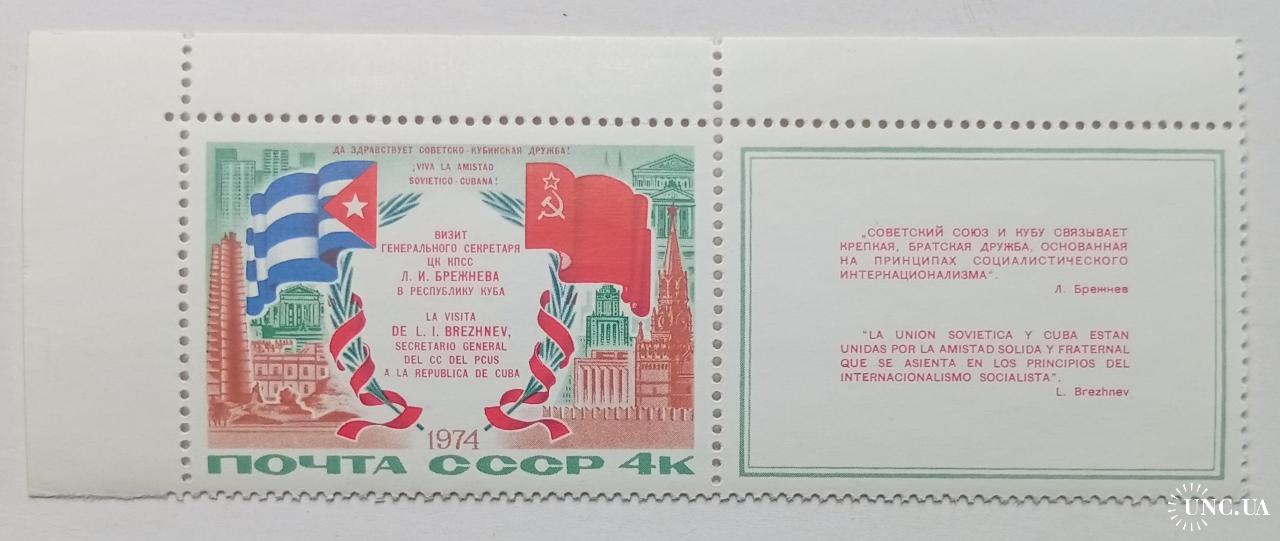 ДА ЗДРАВСТВУЕТ СОВЕТСКО-КУБИНСКАЯ ДРУЖБА!
¡VIVA LA AMISTAD
SOVIETICO-CUBANA!
ВИЗИТ
ГЕНЕРАЛЬНОГО СЕКРЕТАРЯ
ЦК КПСС
Л. И. БРЕЖНЕВА
В РЕСПУБЛИКУ КУБА
LA VISITA
DE L. I. BREZHNEV,
SECRETARIO GENERAL
DEL CC DEL PCUS
A LA REPUBLICA DE CUBA
1974
ПОЧТА СССР 4К
„СОВЕТСКИЙ СОЮЗ И КУБУ СВЯЗЫВАЕТ
КРЕПКАЯ, БРАТСКАЯ ДРУЖБА, ОСНОВАННАЯ
НА ПРИНЦИПАХ СОЦИАЛИСТИЧЕСКОГО
ИНТЕРНАЦИОНАЛИЗМА“.
Л. Брежнев
"LA UNION SOVIETICA Y CUBA ESTAN
UNIDAS POR LA AMISTAD SOLIDA Y FRATERNAL
QUE SE ASIENTA EN LOS PRINCIPIOS DEL
INTERNACIONALISMO SOCIALISTA".
L. Brezhnev
UNC.UA